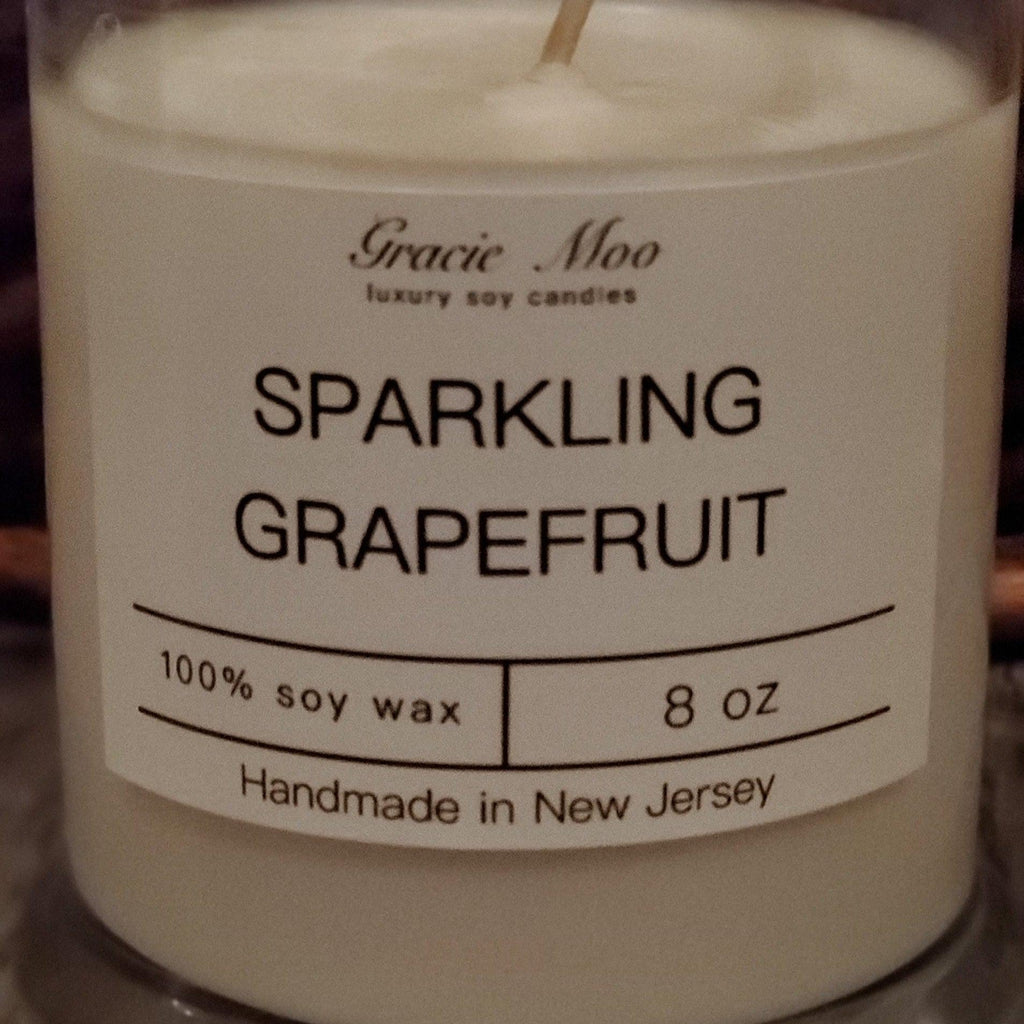 Gracie Moo
luxury soy candles
SPARKLING
GRAPEFRUIT
100% soy wax
8 oz
Handmade in New Jersey